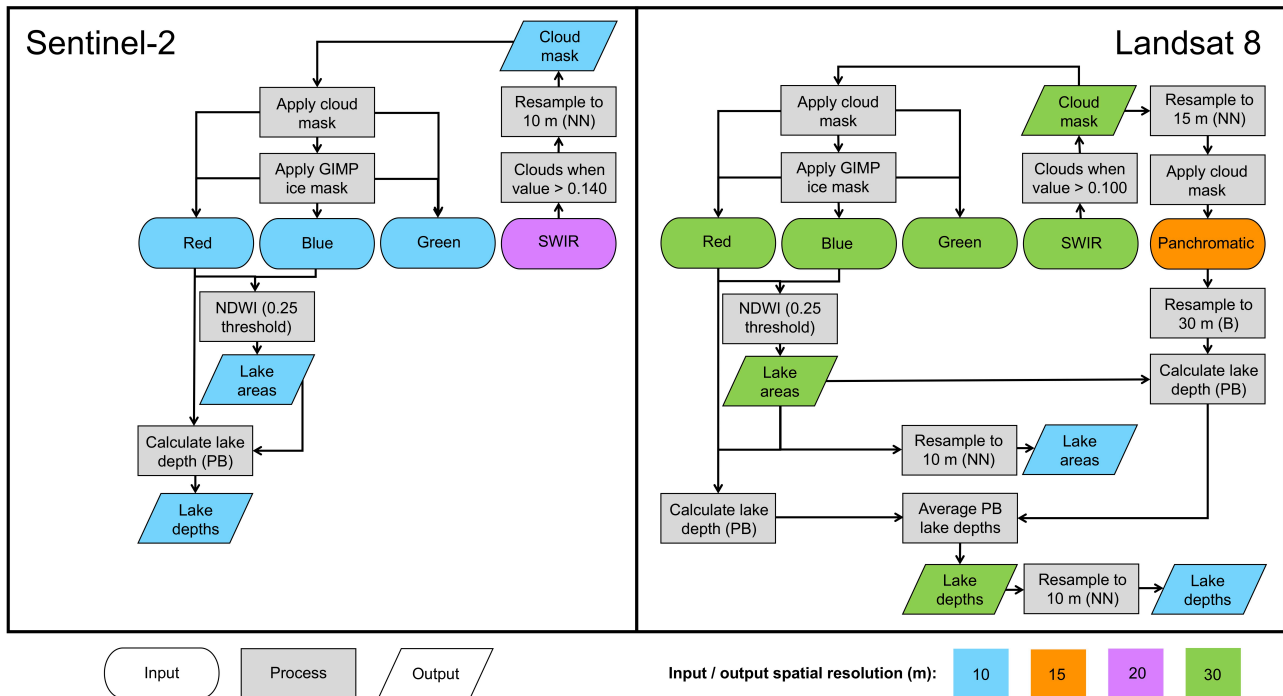 Sentinel-2
Cloud
mask
Apply cloud
mask
Resample to
10 m (NN)
Apply GIMP
ice mask
Clouds when
value > 0.140
Red
Blue
Green
SWIR
NDWI (0.25
threshold)
Lake
areas
Calculate lake
depth (PB)
Lake
depths
Landsat 8
Apply cloud
mask
Cloud
mask
Resample to
15 m (NN)
Apply GIMP
ice mask
Clouds when
value > 0.100
Apply cloud
mask
Red
Blue
Green
SWIR
Panchromatic
NDWI (0.25
threshold)
Resample to
30 m (B)
Lake
areas
Calculate lake
depth (PB)
Resample to
10 m (NN)
Lake
areas
Calculate lake
depth (PB)
Average PB
lake depths
Lake
depths
Resample to
10 m (NN)
Lake
depths
Input
Process
Output
Input / output spatial resolution (m):
10
15
20
30